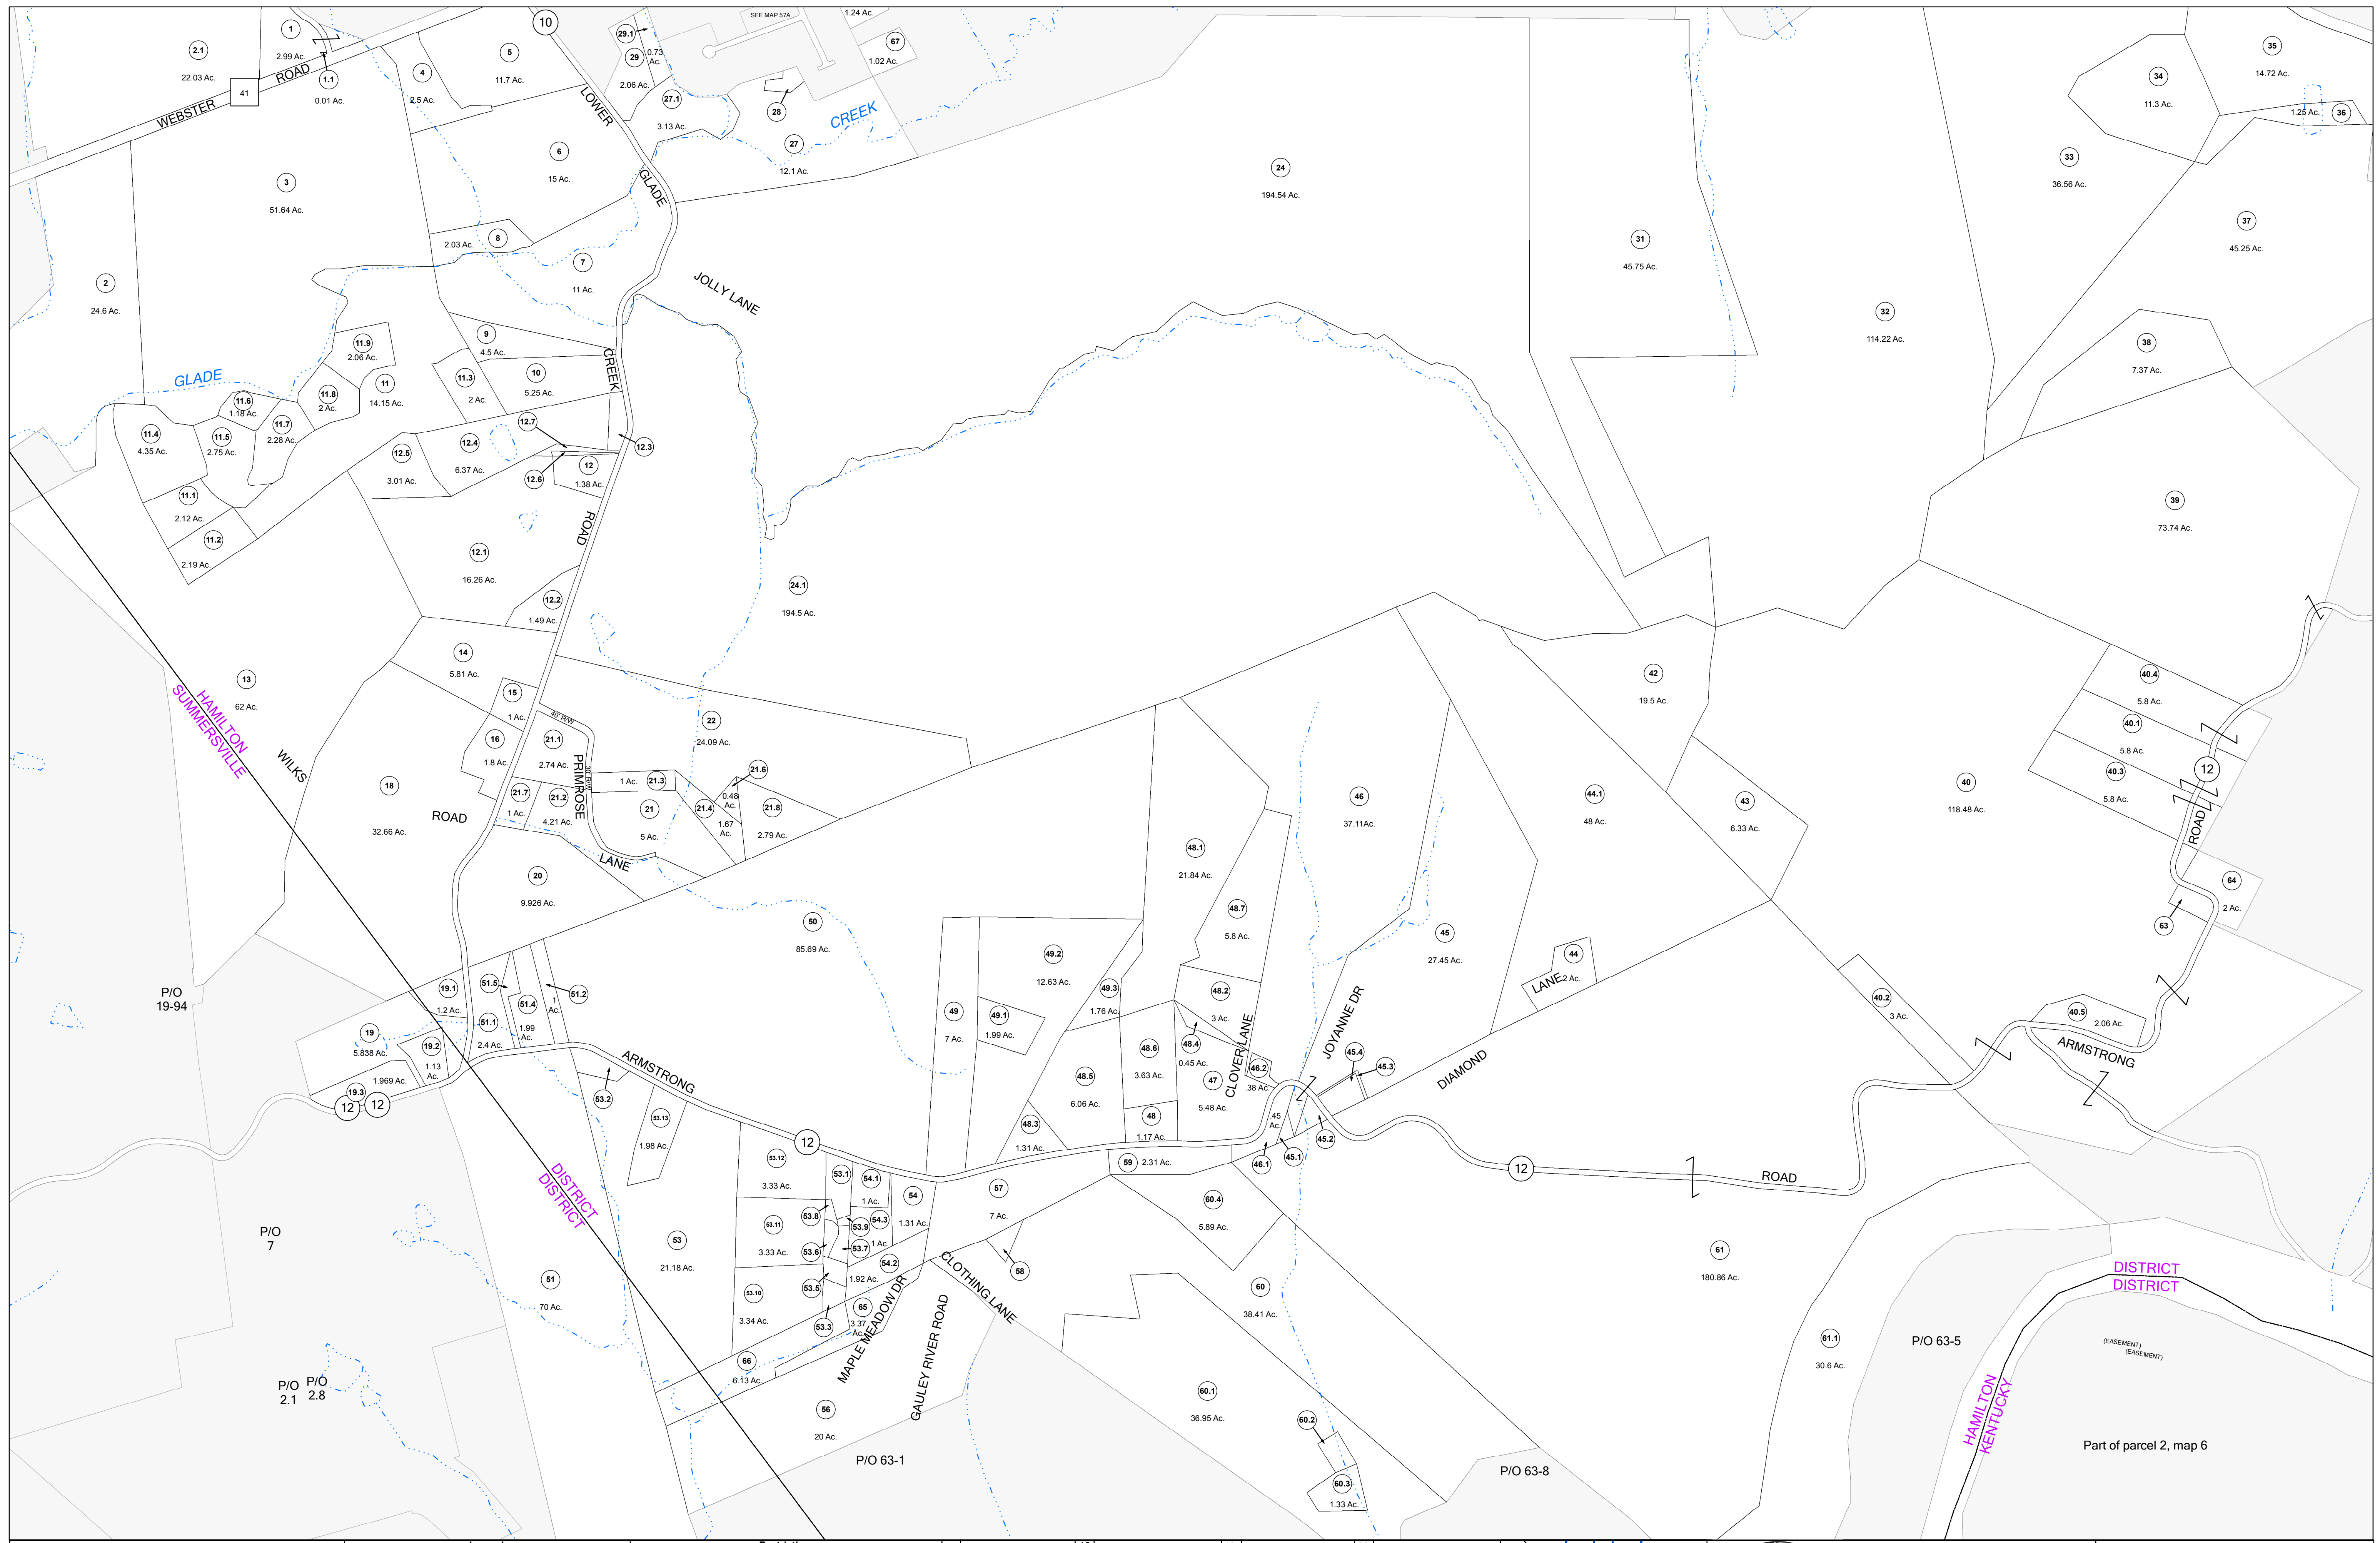 SEE MAP 57A
1
2.99 Ac.
2.1
22.03 Ac.
41
WEBSTER
ROAD
1.1
0.01 Ac.
4
2.5 Ac.
5
11.7 Ac.
10
LOWER
GLADE
CREEK
ROAD
29.1
29
0.73
Ac.
2.06 Ac.
27.1
3.13 Ac.
28
27
12.1 Ac.
CREEK
1.24 Ac.
67
1.02 Ac.
6
15 Ac.
3
51.64 Ac.
2
24.6 Ac.
8
2.03 Ac.
7
11 Ac.
JOLLY LANE
24
194.54 Ac.
31
45.75 Ac.
32
114.22 Ac.
33
36.56 Ac.
34
11.3 Ac.
35
14.72 Ac.
36
1.25 Ac.
37
45.25 Ac.
38
7.37 Ac.
39
73.74 Ac.
GLADE
9
4.5 Ac.
10
5.25 Ac.
11.3
2 Ac.
11.9
2.06 Ac.
11
14.15 Ac.
11.8
2 Ac.
11.6
1.18 Ac.
11.7
2.28 Ac.
11.5
2.75 Ac.
11.4
4.35 Ac.
11.1
2.12 Ac.
11.2
2.19 Ac.
12.7
12.3
12.4
6.37 Ac.
12.5
3.01 Ac.
12.6
12
1.38 Ac.
12.1
16.26 Ac.
12.2
1.49 Ac.
24.1
194.5 Ac.
13
62 Ac.
HAMILTON
SUMMERSVILLE
WILKS
ROAD
14
5.81 Ac.
15
1 Ac.
16
1.8 Ac.
18
32.66 Ac.
40' R/W
30' R/W
PRIMROSE
LANE
21.1
2.74 Ac.
21.7
1 Ac.
21.2
4.21 Ac.
21.3
1 Ac.
21
5 Ac.
21.4
1.67
Ac.
21.6
0.48
Ac.
21.8
2.79 Ac.
22
24.09 Ac.
20
9.926 Ac.
50
85.69 Ac.
42
19.5 Ac.
43
6.33 Ac.
44.1
48 Ac.
44
2 Ac.
LANE
45
27.45 Ac.
46
37.11Ac.
48.1
21.84 Ac.
48.7
5.8 Ac.
48.2
3 Ac.
48.4
0.45 Ac.
48.6
3.63 Ac.
48.5
6.06 Ac.
48.3
1.31 Ac.
48
1.17 Ac.
47
5.48 Ac.
46.2
.38 Ac.
CLOVER LANE
JOYANNE DR
DIAMOND
45.4
45.3
45.2
45.1
46.1
.45
Ac.
49
7 Ac.
49.1
1.99 Ac.
49.2
12.63 Ac.
49.3
1.76 Ac.
40
118.48 Ac.
40.4
5.8 Ac.
40.1
5.8 Ac.
40.3
5.8 Ac.
12
ROAD
64
2 Ac.
63
40.2
3 Ac.
40.5
2.06 Ac.
ARMSTRONG
P/O
19-94
19.1
1.2 Ac.
19
5.838 Ac.
19.2
1.13
Ac.
19.3
1.969 Ac.
12
12
51.5
51.4
1.99
Ac.
51.2
1
Ac.
51.1
2.4 Ac.
ARMSTRONG
53.2
53.13
1.98 Ac.
12
53.12
3.33 Ac.
53.11
3.33 Ac.
53.10
3.34 Ac.
53
21.18 Ac.
53.1
53.8
53.9
53.6
53.7
53.5
53.3
54.1
1 Ac.
54.3
1 Ac.
54
1.31 Ac.
54.2
1.92 Ac.
65
3.37
Ac.
66
6.13 Ac.
56
20 Ac.
MAPLE MEADOW DR
GAULEY RIVER ROAD
CLOTHING LANE
57
7 Ac.
58
59
2.31 Ac.
60.4
5.89 Ac.
60
38.41 Ac.
60.1
36.95 Ac.
60.2
60.3
1.33 Ac.
12
ROAD
61
180.86 Ac.
61.1
30.6 Ac.
DISTRICT
DISTRICT
51
70 Ac.
P/O
7
P/O
2.1
P/O
2.8
P/O 63-1
P/O 63-8
P/O 63-5
DISTRICT
DISTRICT
(EASEMENT)
(EASEMENT)
HAMILTON
KENTUCKY
Part of parcel 2, map 6